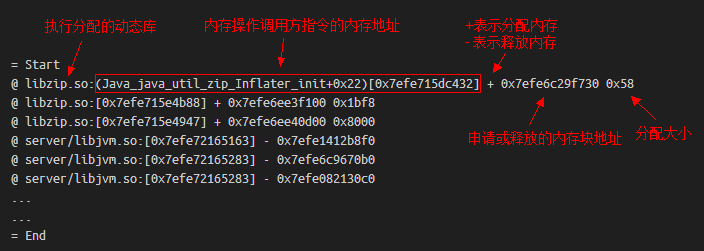 执行分配的动态库
内存操作调用方指令的内存地址
+表示分配内存
-表示释放内存
= Start
@ libzip.so:(Java_java_util_zip_Inflater_init+0x22)[0x7efe715dc432] + 0x7efe6c29f730 0x58
@ libzip.so:[0x7efe715e4b88] + 0x7efe6ee3f100 0x1bf8
@ libzip.so:[0x7efe715e4947] + 0x7efe6ee40d00 0x8000
申请或释放的内存块地址
分配大小
@ server/libjvm.so:[0x7efe72165163] - 0x7efe1412b8f0
@ server/libjvm.so:[0x7efe72165283] - 0x7efe6c9670b0
@ server/libjvm.so:[0x7efe72165283] - 0x7efe082130c0
...
...
= End